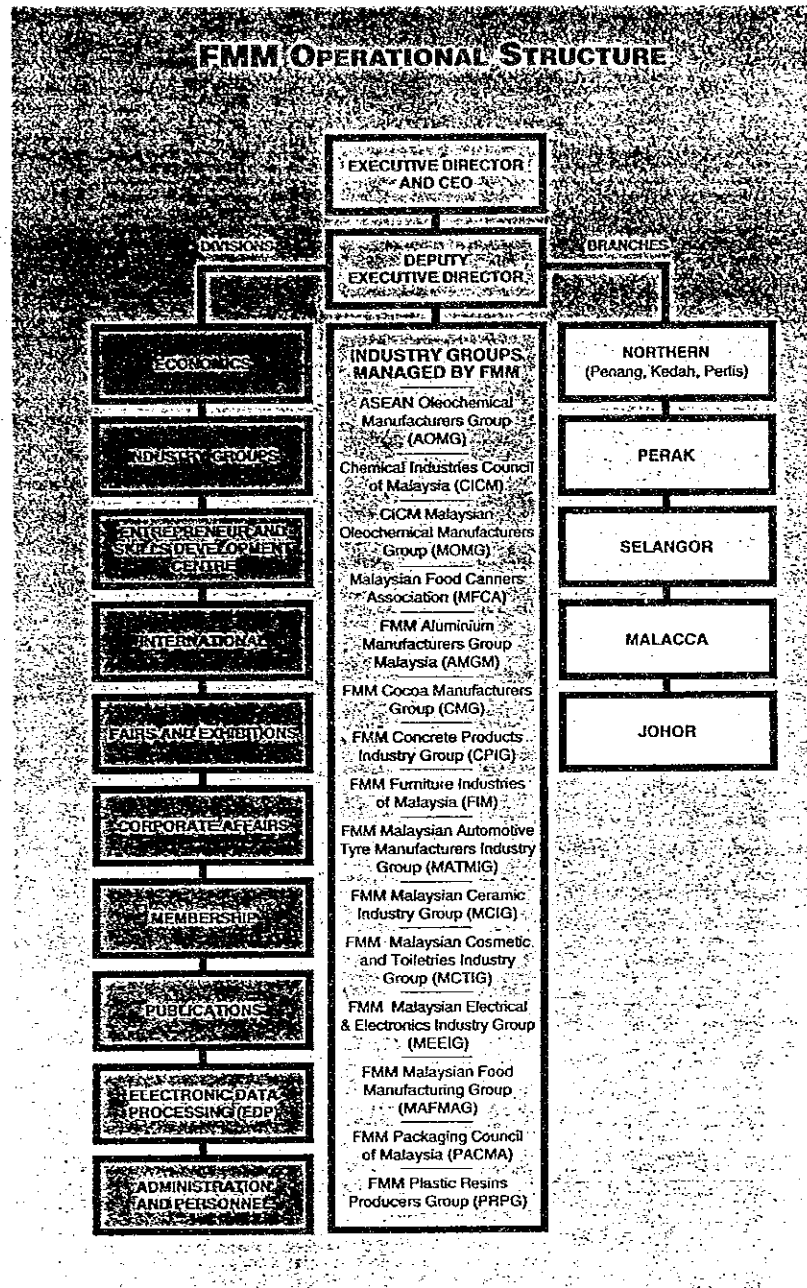 FMM OPERATIONAL STRUCTURE
EXECUTIVE DIRECTOR
AND CEO
DIVISIONS
DEPUTY
EXECUTIVE DIRECTOR
BRANCHES
ECONOMICS
INDUSTRY GROUPS
ENTREPRENEUR AND
SKILLS DEVELOPMENT
CENTRE
INTERNATIONAL
FAIRS AND EXHIBITIONS
CORPORATE AFFAIRS
MEMBERSHIP
PUBLICATIONS
ELECTRONIC DATA
PROCESSING (EDP)
ADMINISTRATION
AND PERSONNEL
INDUSTRY GROUPS
MANAGED BY FMM
ASEAN Oleochemical
Manufacturers Group
(AOMG)
Chemical Industries Council
of Malaysia (CICM)
CICM Malaysian
Oleochemical Manufacturers
Group (MOMG)
Malaysian Food Canners
Association (MFCA)
FMM Aluminium
Manufacturers Group
Malaysia (AMGM)
FMM Cocoa Manufacturers
Group (CMG)
FMM Concrete Products
Industry Group (CPIG)
FMM Furniture Industries
of Malaysia (FIM)
FMM Malaysian Automotive
Tyre Manufacturers Industry
Group (MATMIG)
FMM Malaysian Ceramic
Industry Group (MCIG)
FMM Malaysian Cosmetic
and Toiletries Industry
Group (MCTIG)
FMM Malaysian Electrical
& Electronics Industry Group
(MEEIG)
FMM Malaysian Food
Manufacturing Group
(MAFMAG)
FMM Packaging Council
of Malaysia (PACMA)
FMM Plastic Resins
Producers Group (PRPG)
NORTHERN
(Penang, Kedah, Perlis)
PERAK
SELANGOR
MALACCA
JOHOR